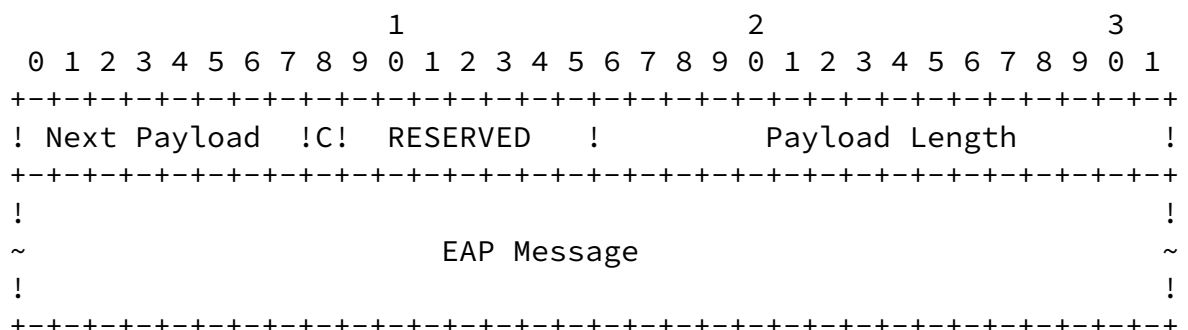 1                   2                   3
 0 1 2 3 4 5 6 7 8 9 0 1 2 3 4 5 6 7 8 9 0 1 2 3 4 5 6 7 8 9 0 1
+-+-+-+-+-+-+-+-+-+-+-+-+-+-+-+-+-+-+-+-+-+-+-+-+-+-+-+-+-+-+-+-+
! Next Payload  !C!  RESERVED   !         Payload Length        !
+-+-+-+-+-+-+-+-+-+-+-+-+-+-+-+-+-+-+-+-+-+-+-+-+-+-+-+-+-+-+-+-+
!                                                               !
~                       EAP Message                             ~
!                                                               !
+-+-+-+-+-+-+-+-+-+-+-+-+-+-+-+-+-+-+-+-+-+-+-+-+-+-+-+-+-+-+-+-+